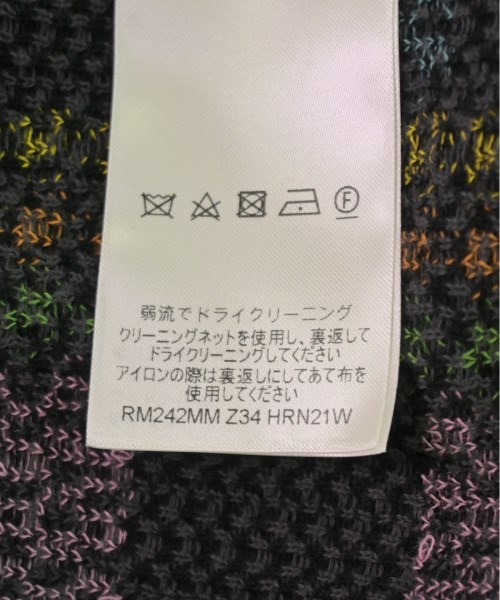 F
弱流でドライクリーニング
クリーニングネットを使用し、裏返して
ドライクリーニングしてください
アイロンの際は裏返しにしてあて布を
使用してください
RM242MM Z34 HRN21W